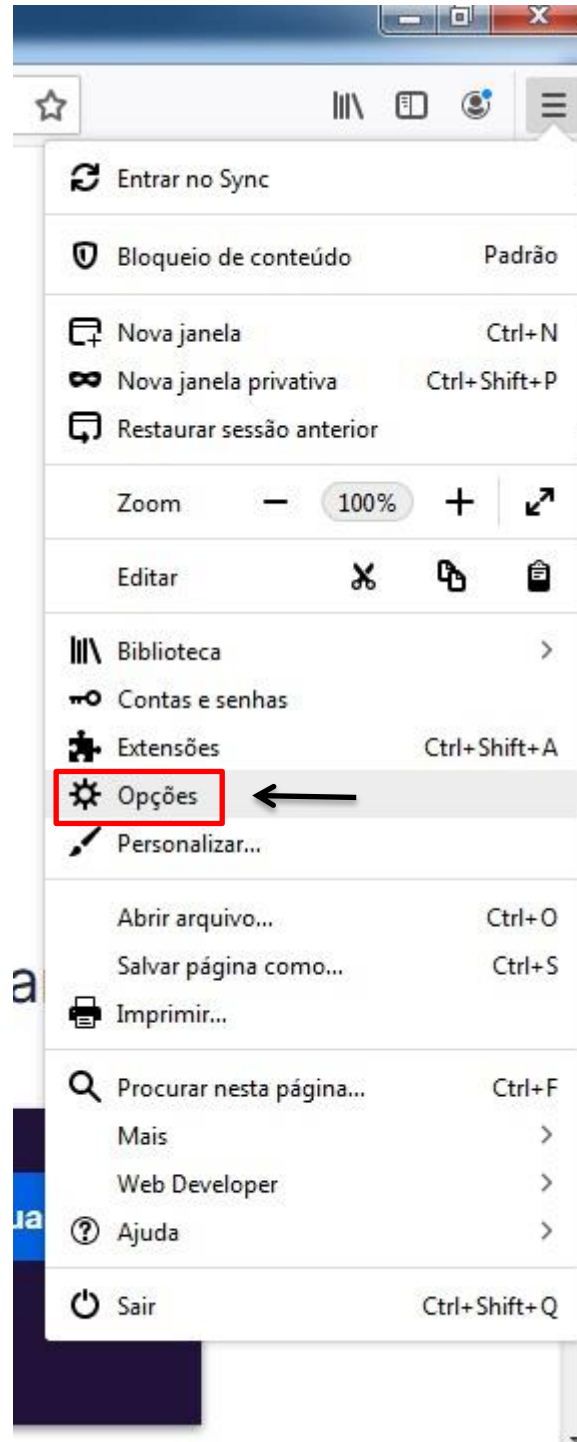 Entrar no Sync
Bloqueio de conteúdo Padrão
Nova janela Ctrl+N
Nova janela privativa Ctrl+Shift+P
Restaurar sessão anterior
Zoom 100%
Editar
Biblioteca
Contas e senhas
Extensões Ctrl+Shift+A
Opções
Personalizar...
Abrir arquivo... Ctrl+O
Salvar página como... Ctrl+S
a
Imprimir...
Procurar nesta página... Ctrl+F
Mais
Web Developer
ua
Ajuda
Sair Ctrl+Shift+Q